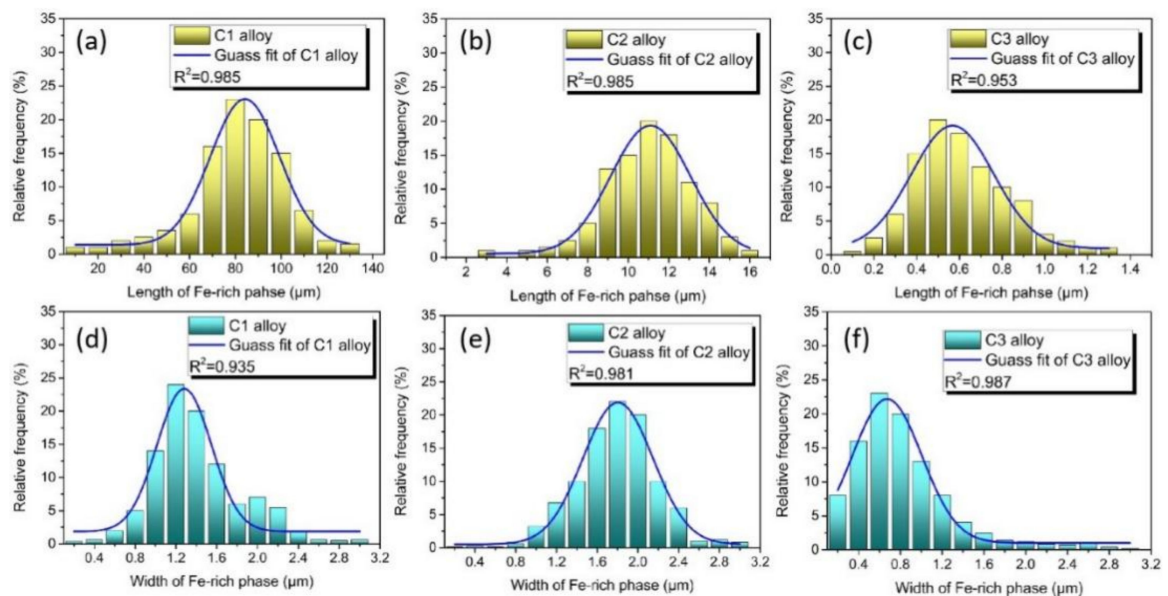 (a)
C1 alloy
Guass fit of C1 alloy
R²=0.985
Relative frequency (%)
35
30
25
20
15
10
5
0
20 40 60 80 100 120 140
Length of Fe-rich pahse (μm)
(b)
C2 alloy
Guass fit of C2 alloy
R²=0.985
Relative frequency (%)
35
30
25
20
15
10
5
0
2 4 6 8 10 12 14 16
Length of Fe-rich pahse (μm)
(c)
C3 alloy
Guass fit of C3 alloy
R²=0.953
Relative frequency (%)
35
30
25
20
15
10
5
0
0.0 0.2 0.4 0.6 0.8 1.0 1.2 1.4
Length of Fe-rich pahse (μm)
(d)
C1 alloy
Guass fit of C1 alloy
R²=0.935
Relative frequency (%)
35
30
25
20
15
10
5
0
0.4 0.8 1.2 1.6 2.0 2.4 2.8 3.2
Width of Fe-rich phase (μm)
(e)
C2 alloy
Guass fit of C2 alloy
R²=0.981
Relative frequency (%)
35
30
25
20
15
10
5
0
0.4 0.8 1.2 1.6 2.0 2.4 2.8 3.2
Width of Fe-rich phase (μm)
(f)
C3 alloy
Guass fit of C3 alloy
R²=0.987
Relative frequency (%)
35
30
25
20
15
10
5
0
0.4 0.8 1.2 1.6 2.0 2.4 2.8 3.2
Width of Fe-rich phase (μm)